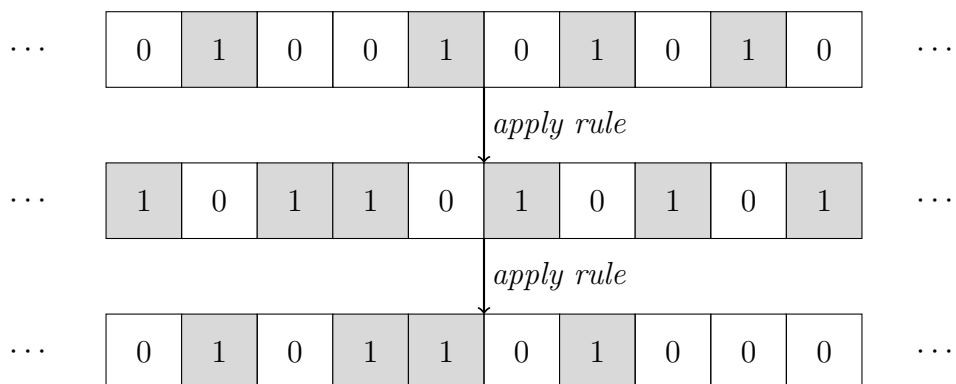 ··· 0 1 0 0 1 0 1 0 1 0 ···
apply rule
··· 1 0 1 1 0 1 0 1 0 1 ···
apply rule
··· 0 1 0 1 1 0 1 0 0 0 ···